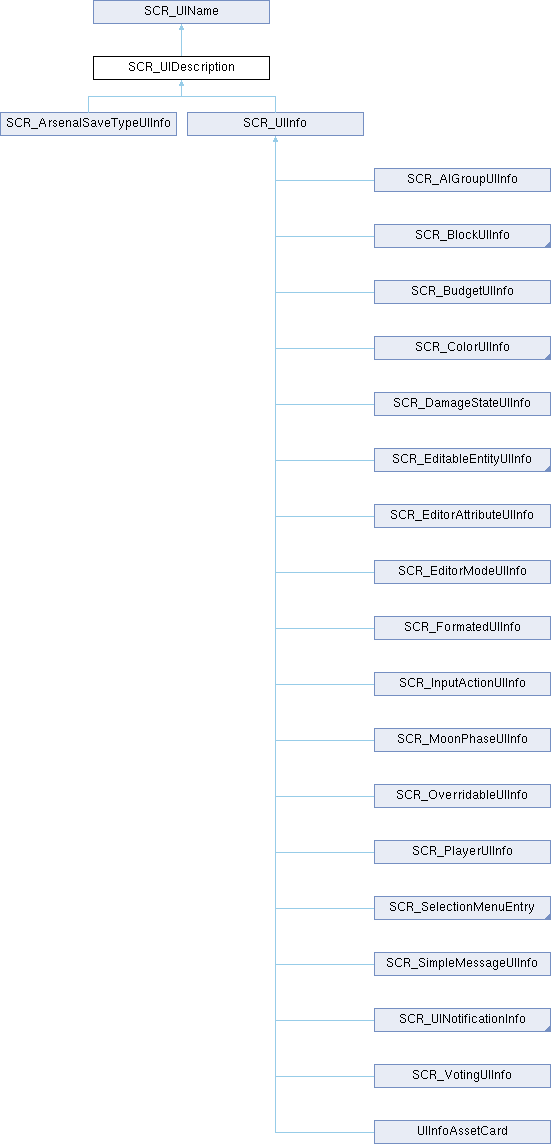 SCR_UIName
SCR_UIDescription
SCR_ArsenalSaveTypeUIInfo
SCR_UIInfo
SCR_AIGroupUIInfo
SCR_BlockUIInfo
SCR_BudgetUIInfo
SCR_ColorUIInfo
SCR_DamageStateUIInfo
SCR_EditableEntityUIInfo
SCR_EditorAttributeUIInfo
SCR_EditorModeUIInfo
SCR_FormatedUIInfo
SCR_InputActionUIInfo
SCR_MoonPhaseUIInfo
SCR_OverridableUIInfo
SCR_PlayerUIInfo
SCR_SelectionMenuEntry
SCR_SimpleMessageUIInfo
SCR_UINotificationInfo
SCR_VotingUIInfo
UIInfoAssetCard